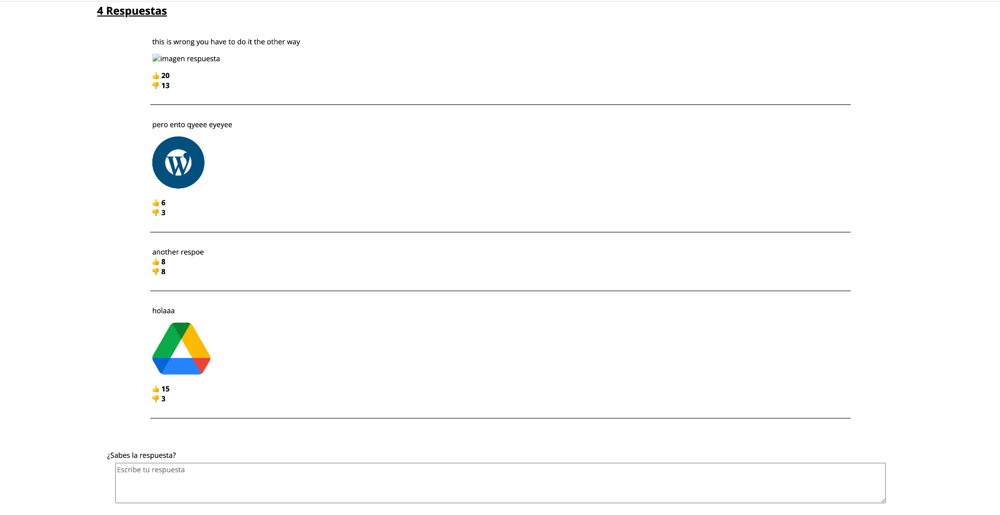 4 Respuestas
this is wrong you have to do it the other way
imagen respuesta
👍 20
👎 13
pero ento qyeee eyeyee
👍 6
👎 3
another respoe
👍 8
👎 8
holaaa
👍 15
👎 3
¿Sabes la respuesta?
Escribe tu respuesta